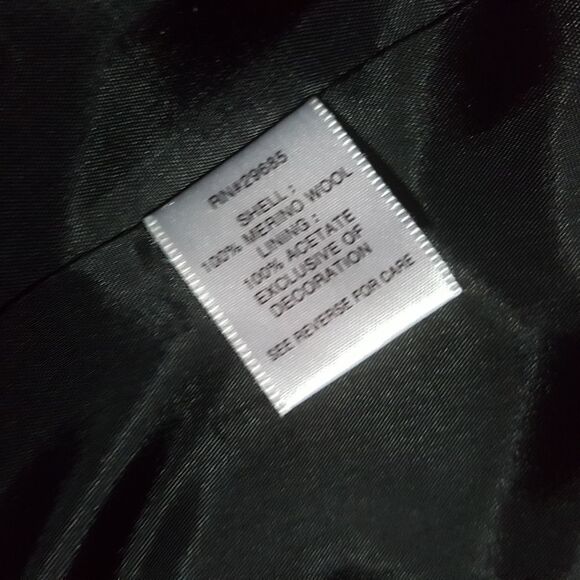 RN#29685
SHELL :
100% MERINO WOOL
LINING :
100% ACETATE
EXCLUSIVE OF
DECORATION
SEE REVERSE FOR CARE